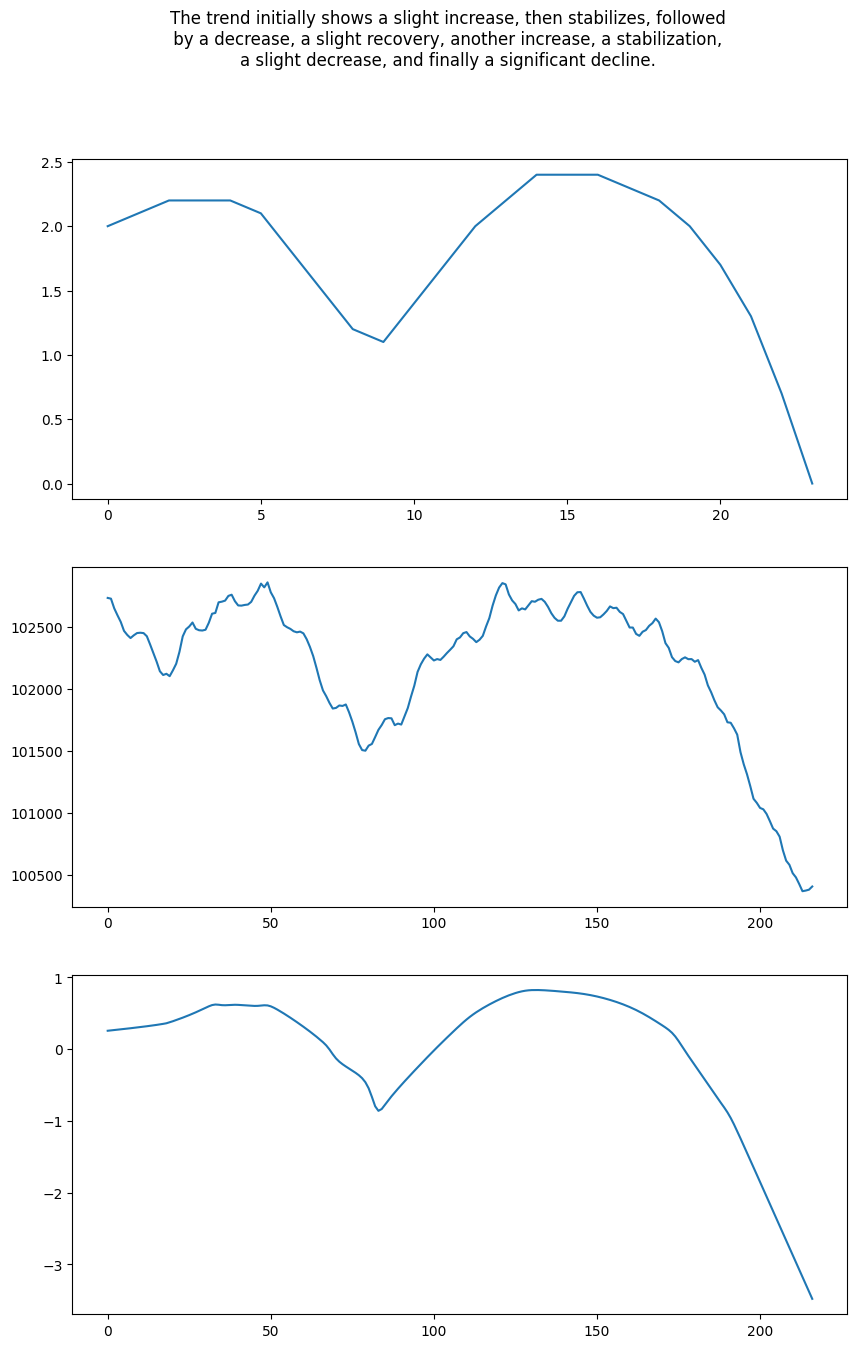 The trend initially shows a slight increase, then stabilizes, followed
by a decrease, a slight recovery, another increase, a stabilization,
a slight decrease, and finally a significant decline.
2.5
2.0
1.5
1.0
0.5
0.0
0 5 10 15 20
102500
102000
101500
101000
100500
0 50 100 150 200
1
0
−1
−2
−3
0 50 100 150 200